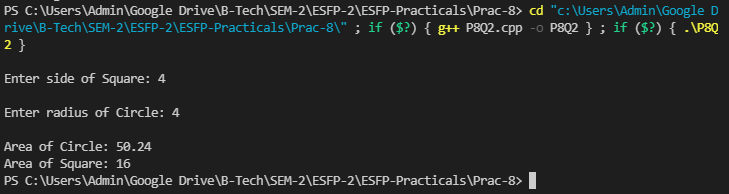 PS C:\Users\Admin\Google Drive\B-Tech\SEM-2\ESFP-2\ESFP-Practicals\Prac-8> cd "c:\Users\Admin\Google D
rive\B-Tech\SEM-2\ESFP-2\ESFP-Practicals\Prac-8\" ; if ($?) { g++ P8Q2.cpp -o P8Q2 } ; if ($?) { .\P8Q
2 }
Enter side of Square: 4
Enter radius of Circle: 4
Area of Circle: 50.24
Area of Square: 16
PS C:\Users\Admin\Google Drive\B-Tech\SEM-2\ESFP-2\ESFP-Practicals\Prac-8>